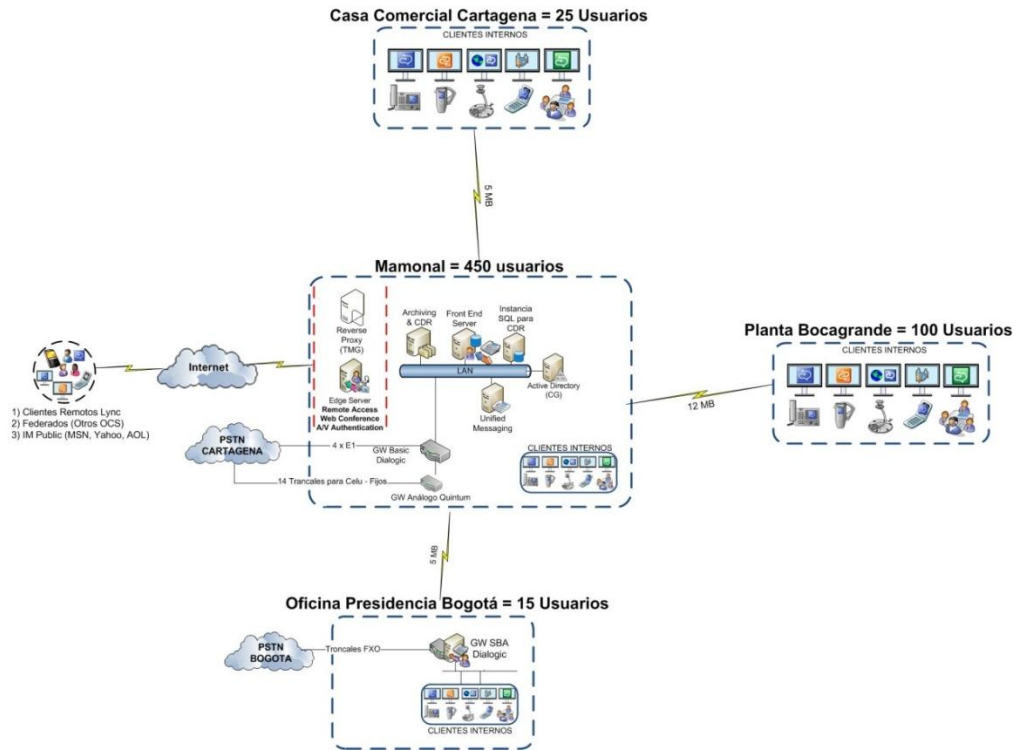 Casa Comercial Cartagena = 25 Usuarios
CLIENTES INTERNOS
5 MB
Mamonal = 450 usuarios
Reverse
Proxy
(TMG)
Archiving
& CDR
Front End
Server
Instancia
SQL para
CDR
LAN
Active Directory
(CG)
Edge Server
Remote Access
Web Conference
A/V Authentication
Unified
Messaging
Internet
1) Clientes Remotos Lync
2) Federados (Otros OCS)
3) IM Public (MSN, Yahoo, AOL)
PSTN
CARTAGENA
4 x E1
GW Basic
Dialogic
14 Trancales para Celu - Fijos
GW Análogo Quintum
CLIENTES INTERNOS
Planta Bocagrande = 100 Usuarios
CLIENTES INTERNOS
12 MB
5 MB
Oficina Presidencia Bogotá = 15 Usuarios
PSTN
BOGOTA
Troncales FXO
GW SBA
Dialogic
CLIENTES INTERNOS